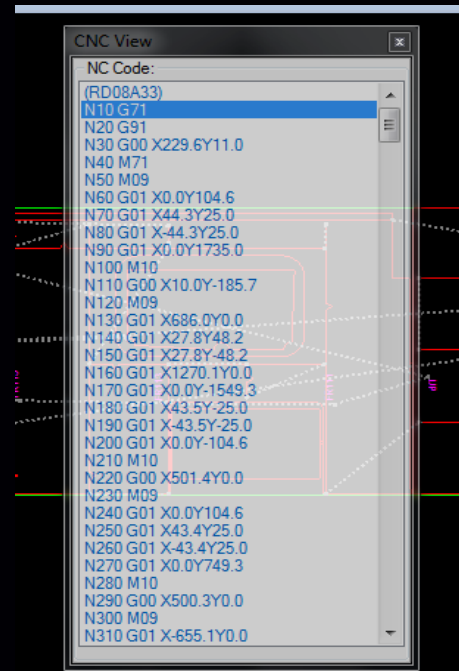 CNC View
NC Code:
(RD08A33)
N10 G71
N20 G91
N30 G00 X229.6Y11.0
N40 M71
N50 M09
N60 G01 X0.0Y104.6
N70 G01 X44.3Y25.0
N80 G01 X-44.3Y25.0
N90 G01 X0.0Y1735.0
N100 M10
N110 G00 X10.0Y-185.7
N120 M09
N130 G01 X686.0Y0.0
N140 G01 X27.8Y48.2
N150 G01 X27.8Y-48.2
N160 G01 X1270.1Y0.0
N170 G01 X0.0Y-1549.3
N180 G01 X43.5Y-25.0
N190 G01 X-43.5Y-25.0
N200 G01 X0.0Y-104.6
N210 M10
N220 G00 X501.4Y0.0
N230 M09
N240 G01 X0.0Y104.6
N250 G01 X43.4Y25.0
N260 G01 X-43.4Y25.0
N270 G01 X0.0Y749.3
N280 M10
N290 G00 X500.3Y0.0
N300 M09
N310 G01 X-655.1Y0.0